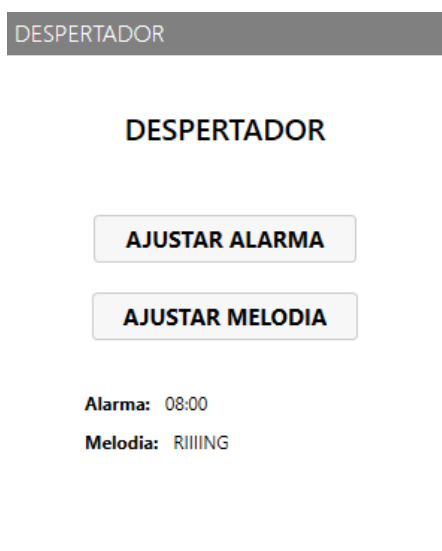 DESPERTADOR
DESPERTADOR
AJUSTAR ALARMA
AJUSTAR MELODIA
Alarma: 08:00
Melodia: RIIIING